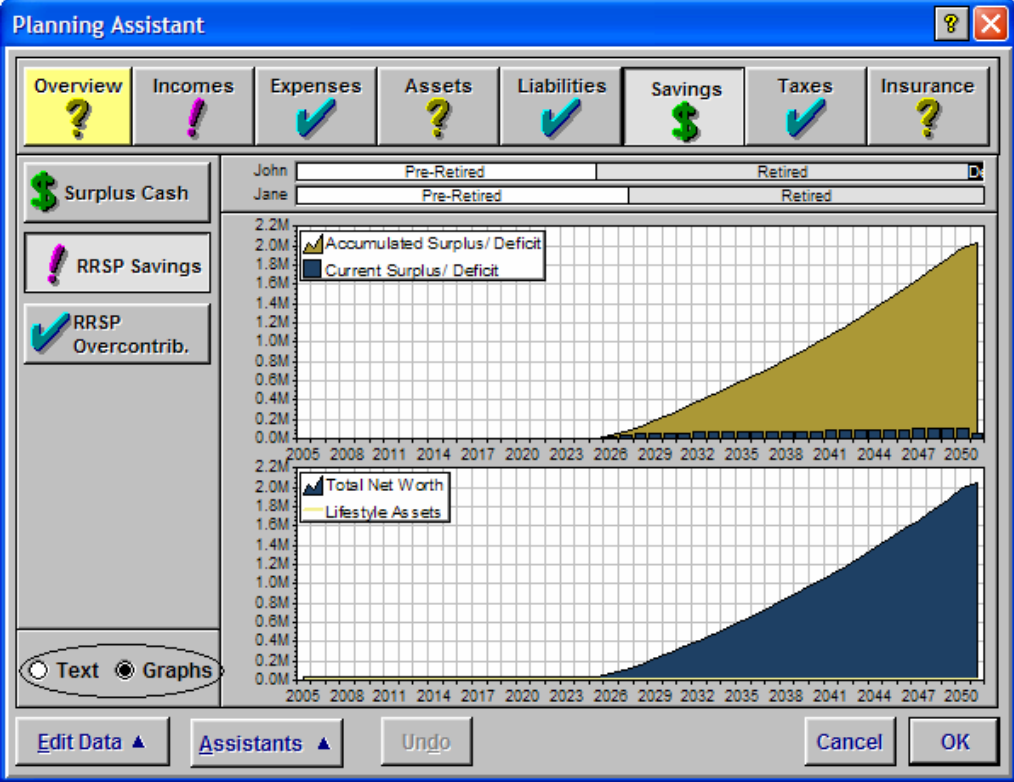 Planning Assistant
Overview Incomes Expenses Assets Liabilities Savings Taxes Insurance
Surplus Cash
RRSP Savings
RRSP
Overcontrib.
Text Graphs
John Pre-Retired Retired
Jane Pre-Retired Retired
2.2M
2.0M
1.8M
1.6M
1.4M
1.2M
1.0M
0.8M
0.6M
0.4M
0.2M
0.0M
Accumulated Surplus/ Deficit
Current Surplus/ Deficit
2005 2008 2011 2014 2017 2020 2023 2026 2029 2032 2035 2038 2041 2044 2047 2050
2.2M
2.0M
1.8M
1.6M
1.4M
1.2M
1.0M
0.8M
0.6M
0.4M
0.2M
0.0M
Total Net Worth
Lifestyle Assets
2005 2008 2011 2014 2017 2020 2023 2026 2029 2032 2035 2038 2041 2044 2047 2050
Edit Data Assistants Undo Cancel OK